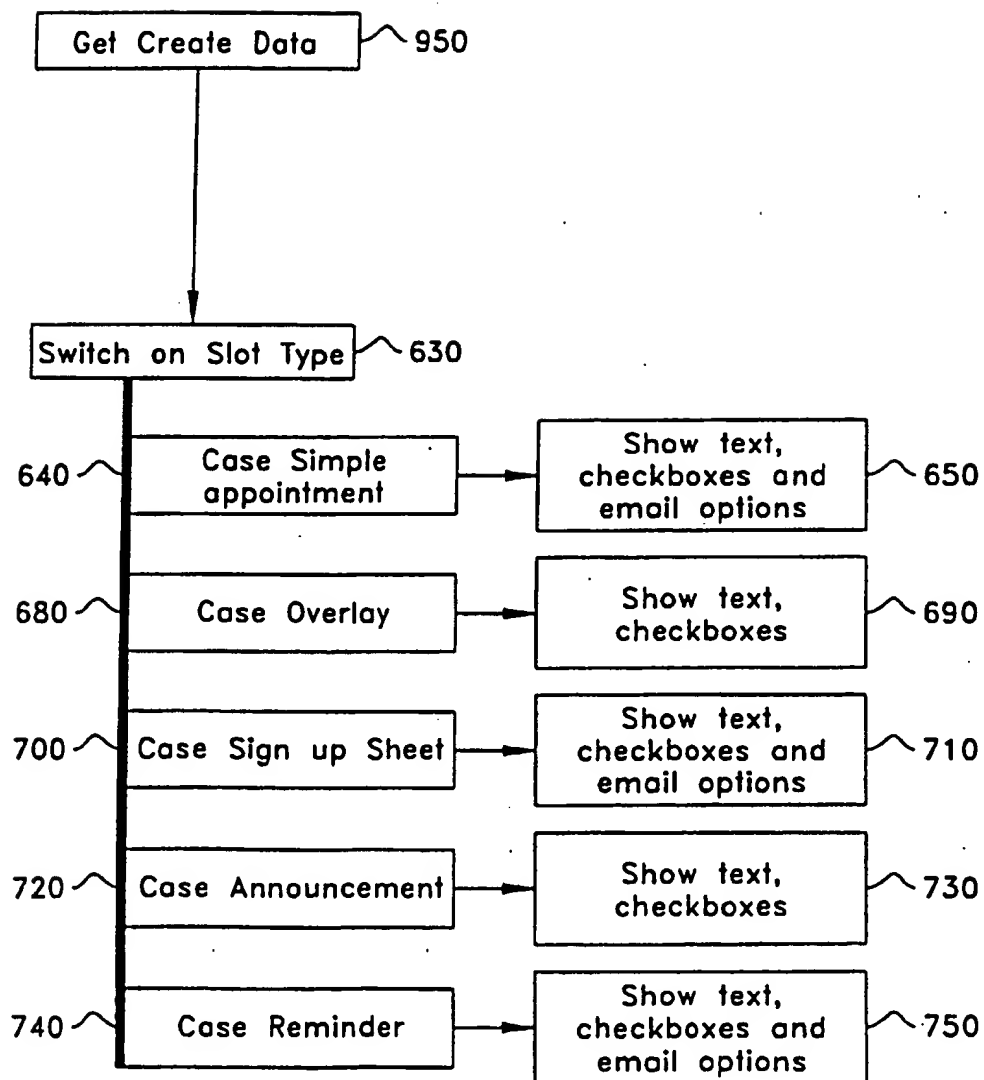 Get Create Data 950
Switch on Slot Type 630
640 Case Simple
appointment
Show text,
checkboxes and
email options
650
680 Case Overlay
Show text,
checkboxes
690
700 Case Sign up Sheet
Show text,
checkboxes and
email options
710
720 Case Announcement
Show text,
checkboxes
730
740 Case Reminder
Show text,
checkboxes and
email options
750